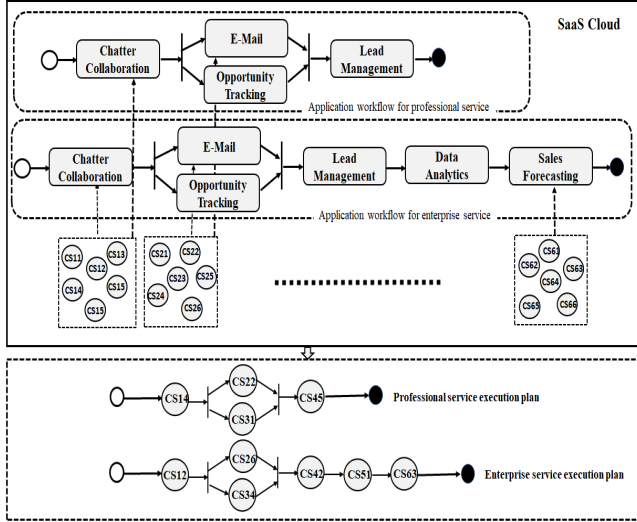 SaaS Cloud
Chatter
Collaboration
E-Mail
Opportunity
Tracking
Lead
Management
Application workflow for professional service
Chatter
Collaboration
E-Mail
Opportunity
Tracking
Lead
Management
Data
Analytics
Sales
Forecasting
Application workflow for enterprise service
CS11
CS13
CS12
CS14
CS15
CS15
CS21
CS22
CS23
CS25
CS24
CS26
CS61
CS62
CS63
CS64
CS65
CS66
CS14
CS22
CS31
CS45
Professional service execution plan
CS12
CS26
CS34
CS42
CS51
CS63
Enterprise service execution plan